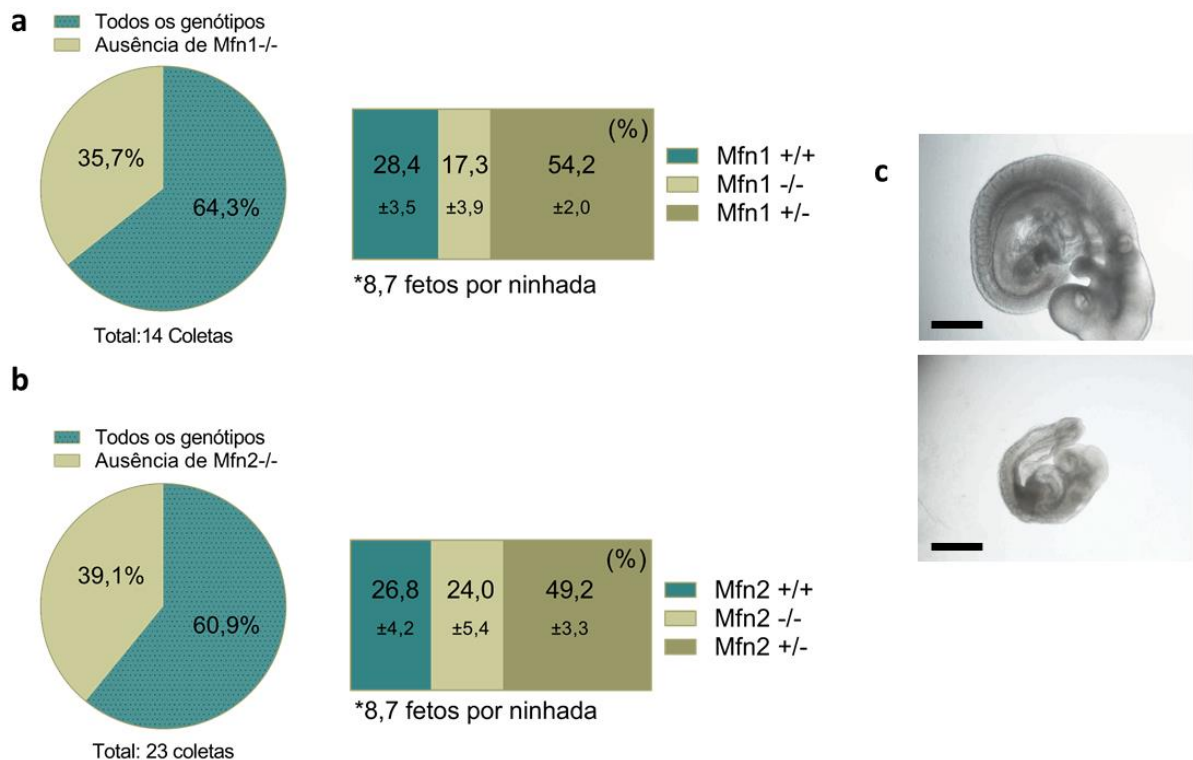 a
Todos os genótipos
Ausência de Mfn1-/-
35,7%
64,3%
Total:14 Coletas
(%)
28,4 17,3 54,2
±3,5 ±3,9 ±2,0
*8,7 fetos por ninhada
Mfn1 +/+
Mfn1 -/-
Mfn1 +/-
b
Todos os genótipos
Ausência de Mfn2-/-
39,1%
60,9%
Total: 23 coletas
(%)
26,8 24,0 49,2
±4,2 ±5,4 ±3,3
*8,7 fetos por ninhada
Mfn2 +/+
Mfn2 -/-
Mfn2 +/-
c